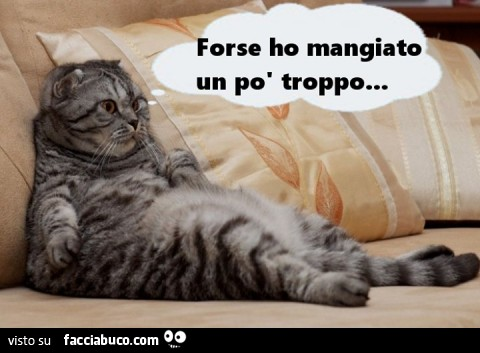 Forse ho mangiato
un po' troppo...
visto su facciabuco.com